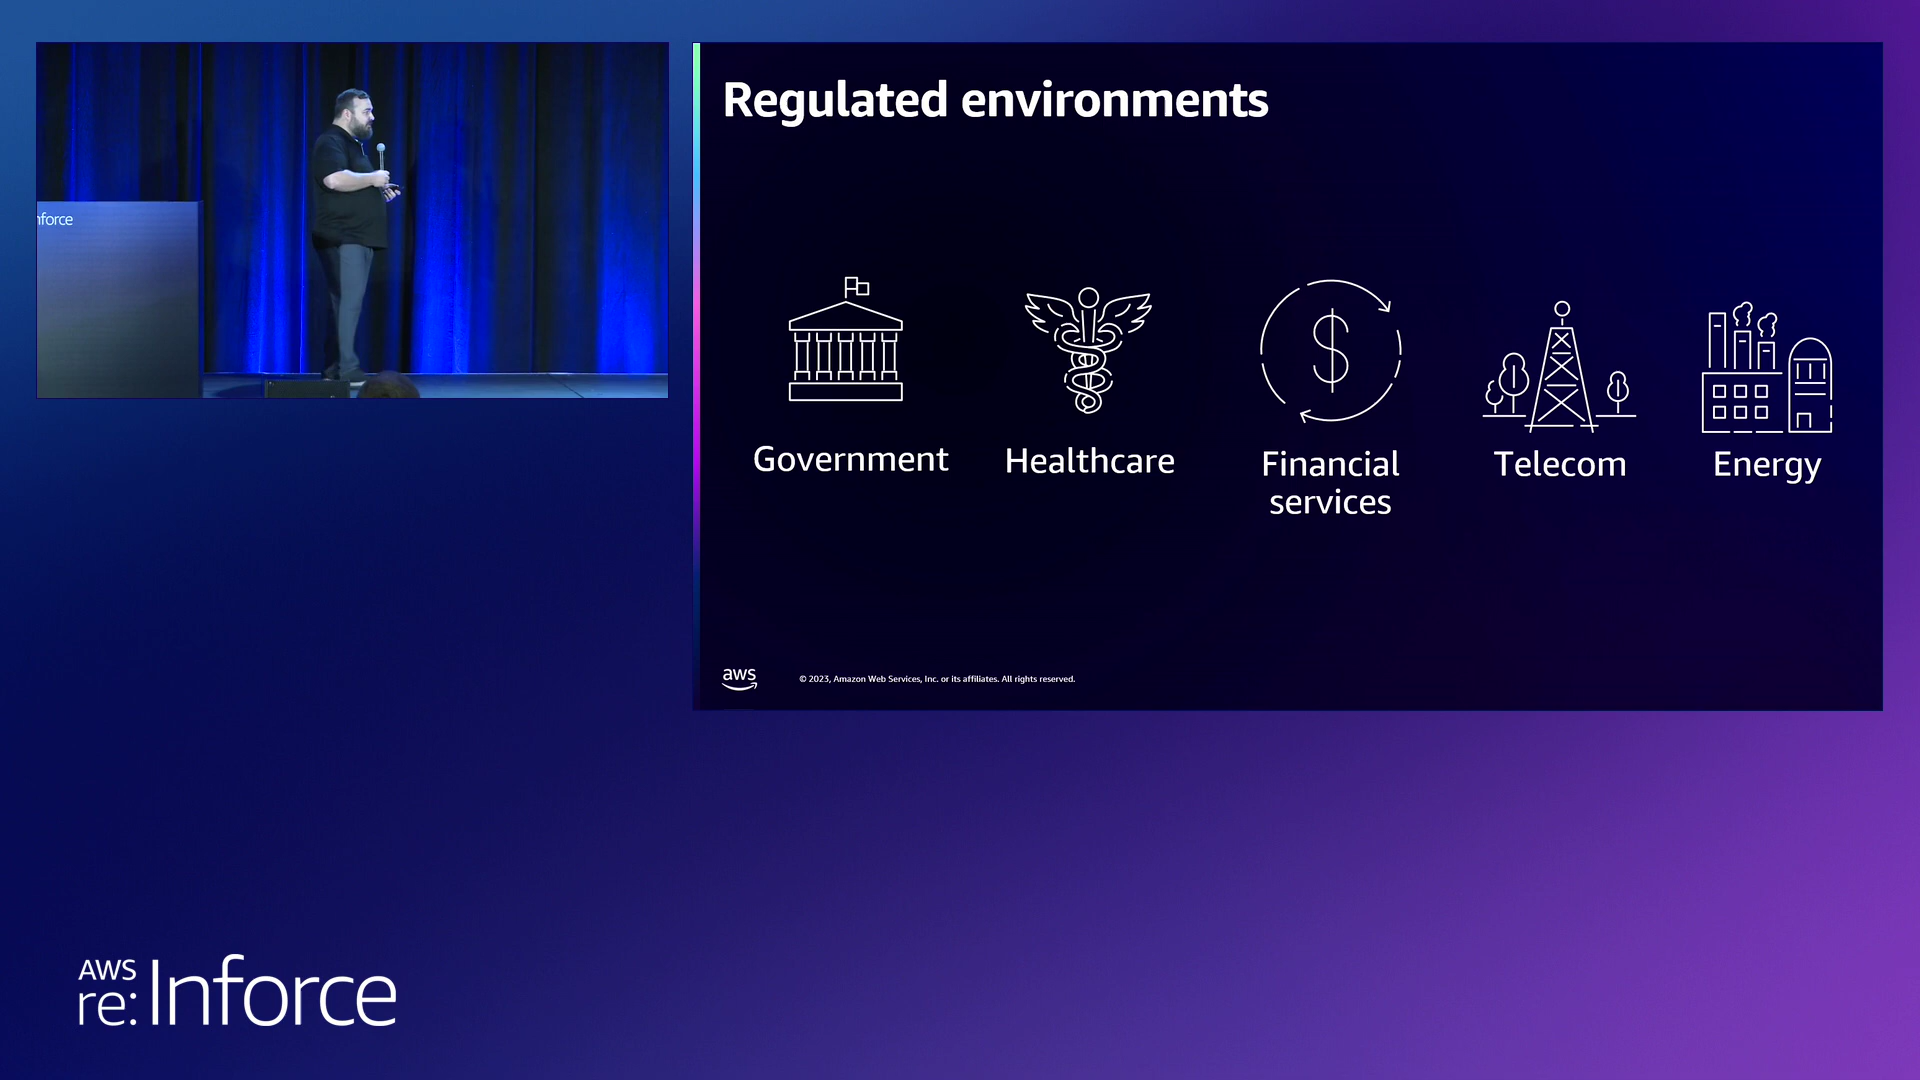 nforce
Regulated environments
Government
Healthcare
Financial
services
Telecom
Energy
aws
© 2023, Amazon Web Services, Inc. or its affiliates. All rights reserved.
AWS
re:Inforce